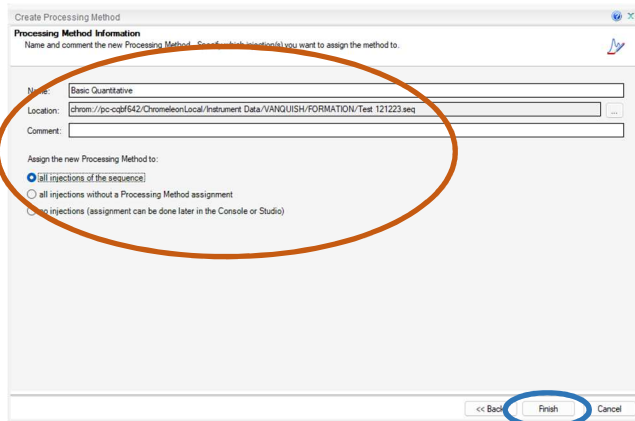 Create Processing Method
Processing Method Information
Name and comment the new Processing Method. Specify which injection(s) you want to assign the method to.
Name: Basic Quantitative
Location: chrom://pc-cqbf642/ChromeleonLocal/Instrument Data/VANQUISH/FORMATION/Test 121223.seq ...
Comment:
Assign the new Processing Method to:
all injections of the sequence
all injections without a Processing Method assignment
no injections (assignment can be done later in the Console or Studio)
<< Back Finish Cancel